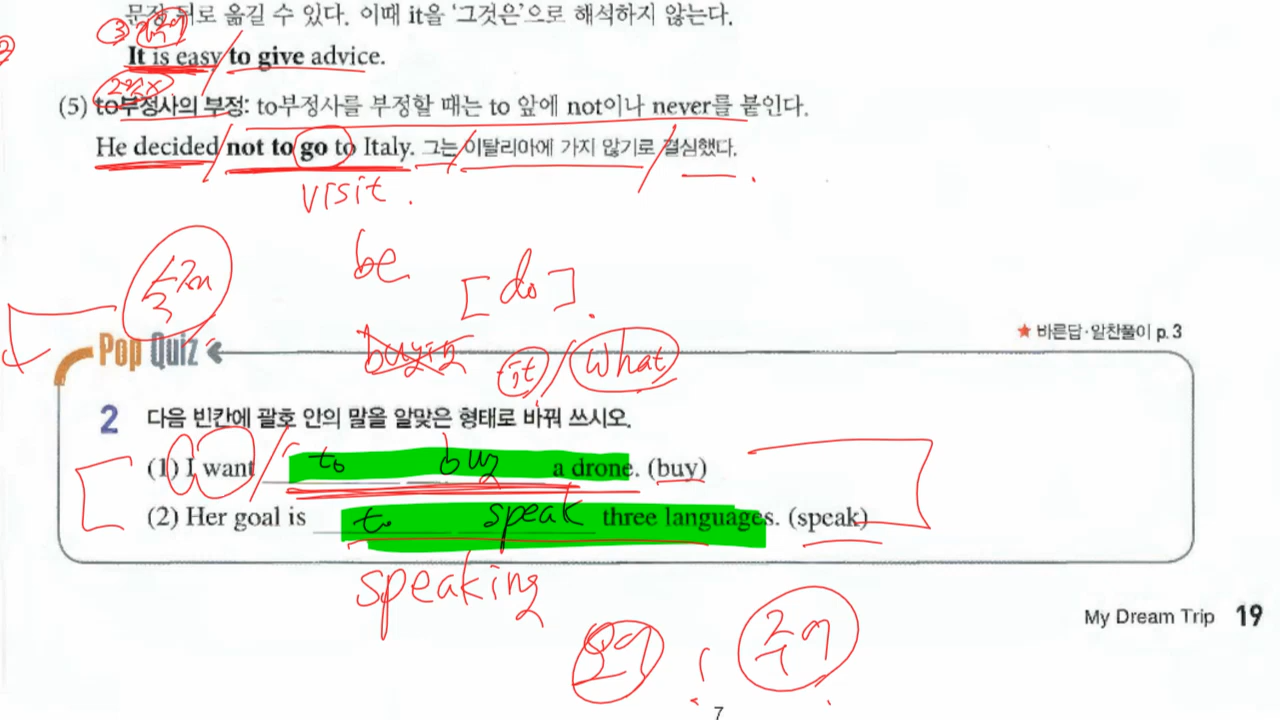 문장 뒤로 옮길 수 있다. 이때 it을 ‘그것은’으로 해석하지 않는다.
③
It is easy to give advice.
(5) to부정사의 부정: to부정사를 부정할 때는 to 앞에 not이나 never를 붙인다.
He decided not to go to Italy. 그는 이탈리아에 가지 않기로 결심했다.
visit.
be
[do].
Pop Quiz
★ 바른답·알찬풀이 p.3
buying it / what
2 다음 빈칸에 괄호 안의 말을 알맞은 형태로 바꿔 쓰시오.
(1) I want to buy a drone. (buy)
(2) Her goal is to speak three languages. (speak)
speaking
My Dream Trip 19
7